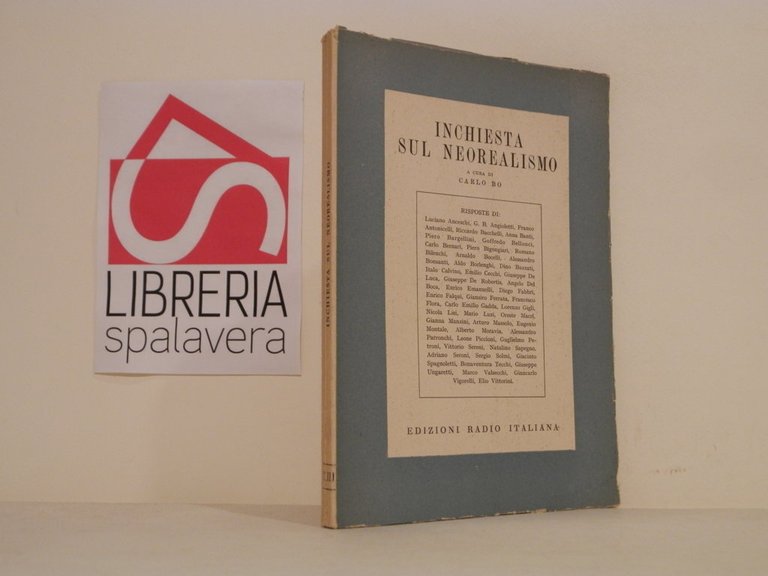 LIBRERIA
spalavera
INCHIESTA SUL NEOREALISMO
INCHIESTA
SUL NEOREALISMO
A CURA DI
CARLO BO
RISPOSTE DI:
Luciano Anceschi, G. B. Angioletti, Franco
Antonicelli, Riccardo Bacchelli, Anna Banti,
Piero Bargellini, Goffredo Bellonci,
Carlo Bernari, Piero Bigongiari, Romano
Bilenchi, Arnaldo Bocelli, Alessandro
Bonsanti, Aldo Borlenghi, Dino Buzzati,
Italo Calvino, Emilio Cecchi, Giuseppe De
Luca, Giuseppe De Robertis, Angelo Del
Boca, Enrico Emanuelli, Diego Fabbri,
Enrico Falqui, Giansiro Ferrata, Francesco
Flora, Carlo Emilio Gadda, Lorenzo Gigli,
Nicola Lisi, Mario Luzi, Oreste Macrì,
Gianna Manzini, Arturo Massolo, Eugenio
Montale, Alberto Moravia, Alessandro
Parronchi, Leone Piccioni, Guglielmo Pe-
troni, Vittorio Sereni, Natalino Sapegno,
Adriano Seroni, Sergio Solmi, Giacinto
Spagnoletti, Bonaventura Tecchi, Giuseppe
Ungaretti, Marco Valsecchi, Giancarlo
Vigorelli, Elio Vittorini.
EDIZIONI RADIO ITALIANA